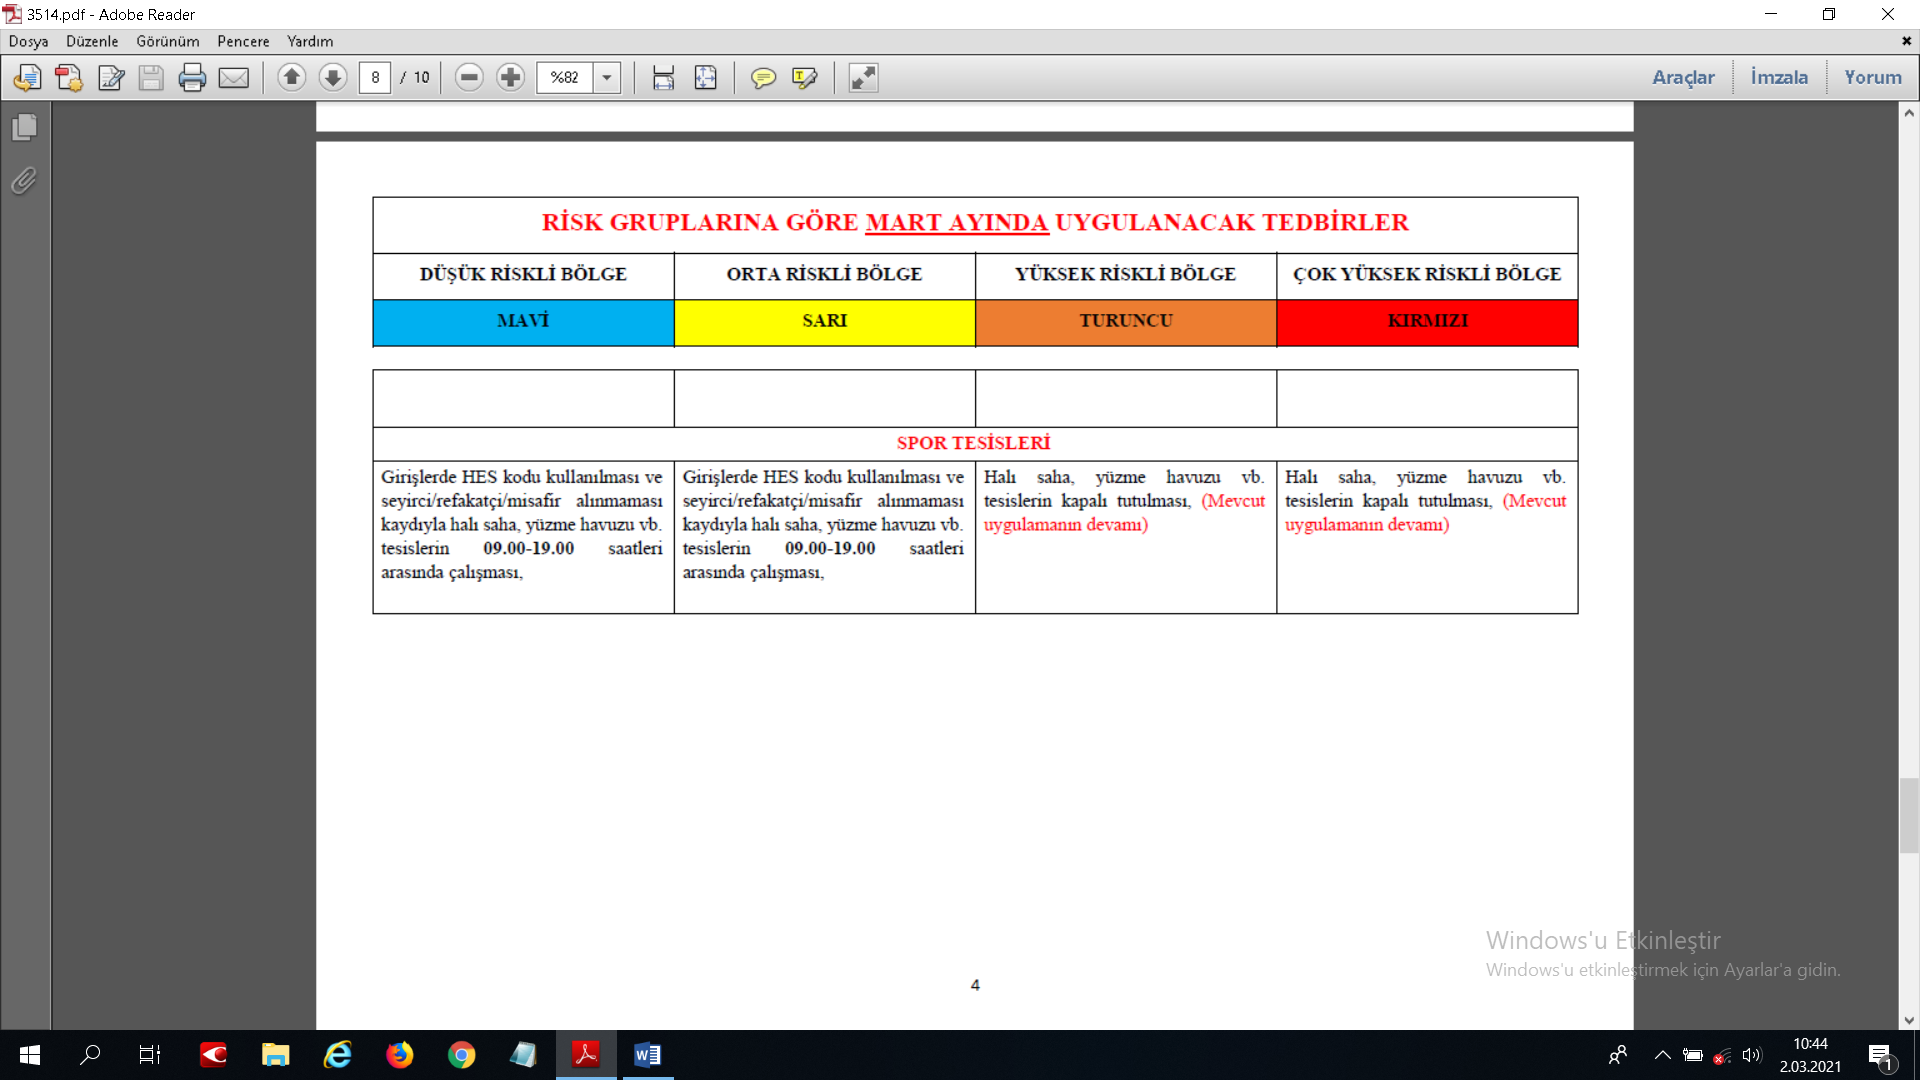 3514.pdf - Adobe Reader
Dosya Düzenle Görünüm Pencere Yardım
8 / 10 %82 Araçlar İmzala Yorum
RİSK GRUPLARINA GÖRE MART AYINDA UYGULANACAK TEDBİRLER
DÜŞÜK RİSKLİ BÖLGE ORTA RİSKLİ BÖLGE YÜKSEK RİSKLİ BÖLGE ÇOK YÜKSEK RİSKLİ BÖLGE
MAVİ SARI TURUNCU KIRMIZI
SPOR TESİSLERİ
Girişlerde HES kodu kullanılması ve
seyirci/refakatçi/misafir alınmaması
kaydıyla halı saha, yüzme havuzu vb.
tesislerin 09.00-19.00 saatleri
arasında çalışması,
Girişlerde HES kodu kullanılması ve
seyirci/refakatçi/misafir alınmaması
kaydıyla halı saha, yüzme havuzu vb.
tesislerin 09.00-19.00 saatleri
arasında çalışması,
Halı saha, yüzme havuzu vb.
tesislerin kapalı tutulması, (Mevcut
uygulamanın devamı)
Halı saha, yüzme havuzu vb.
tesislerin kapalı tutulması, (Mevcut
uygulamanın devamı)
4
Windows'u Etkinleştir
Windows'u etkinleştirmek için Ayarlar'a gidin.
10:44
2.03.2021
1